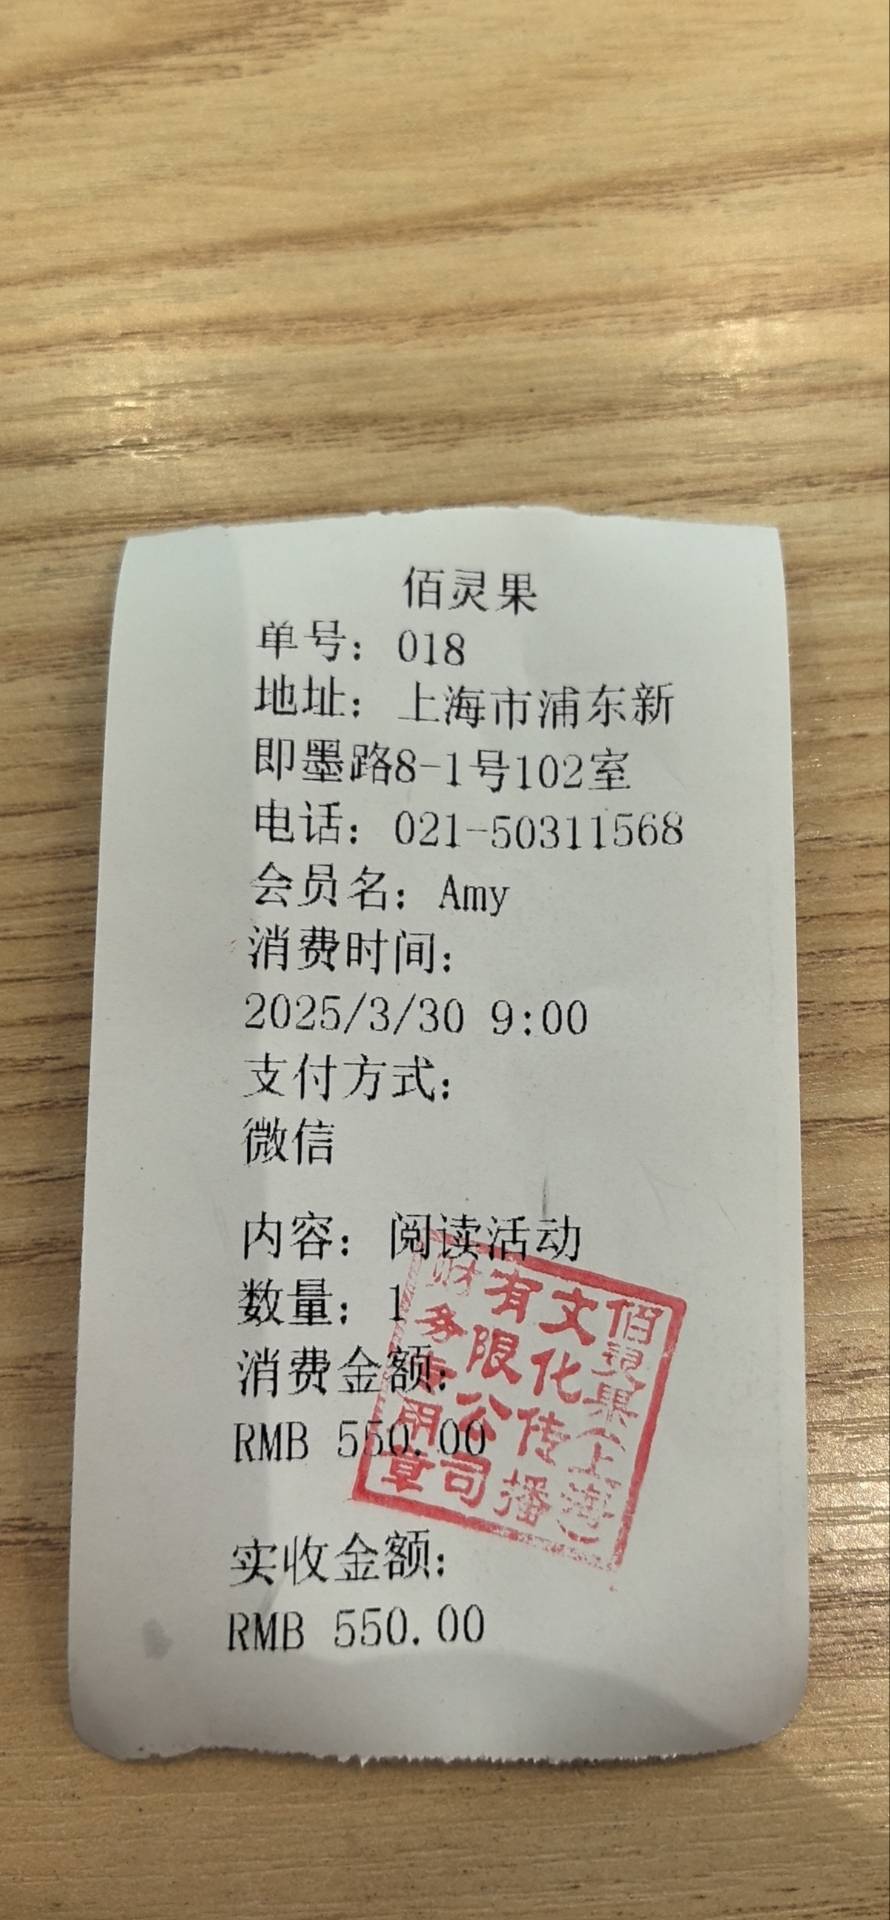 佰灵果
单号：018
地址：上海市浦东新
即墨路8-1号102室
电话：021-50311568
会员名：Amy
消费时间：
2025/3/30 9:00
支付方式：
微信
内容：阅读活动
数量：1
消费金额：
RMB 550.00
实收金额：
RMB 550.00
佰灵果（上海）
文化传播
有限公司
财务专用章